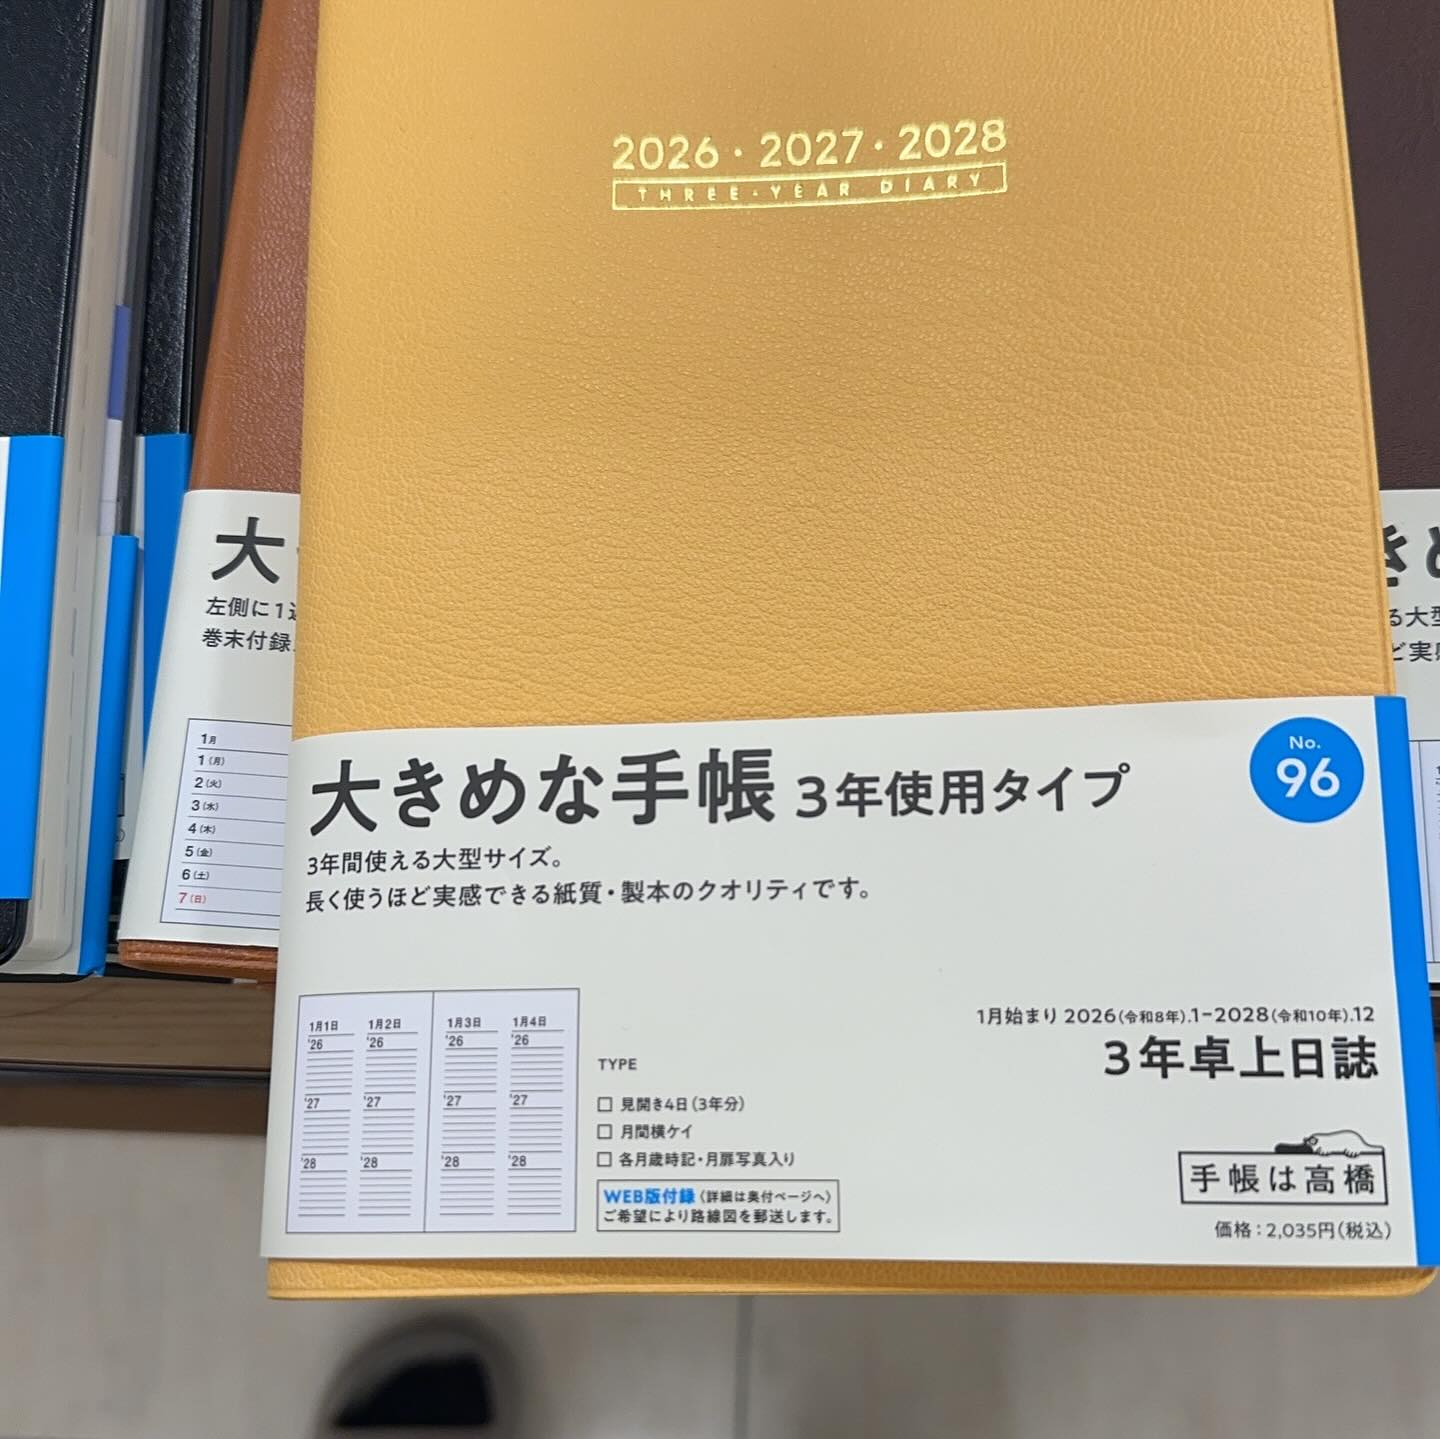 2026・2027・2028
THREE-YEAR DIARY
大きめな手帳 3年使用タイプ
No.
96
3年間使える大型サイズ。
長く使うほど実感できる紙質・製本のクオリティです。
1月1日 1月2日 1月3日 1月4日
'26 '26 '26 '26
'27 '27 '27 '27
'28 '28 '28 '28
TYPE
□ 見開き4日(3年分)
□ 月間横ケイ
□ 各月歳時記・月扉写真入り
WEB版付録(詳細は奥付ページへ)
ご希望により路線図を郵送します。
1月始まり 2026(令和8年).1-2028(令和10年).12
3年卓上日誌
手帳は高橋
価格:2,035円(税込)
大
左側に1週
巻末付録
1月
1(月)
2(火)
3(水)
4(木)
5(金)
6(土)
7(日)
きめ
る大型
ど実感